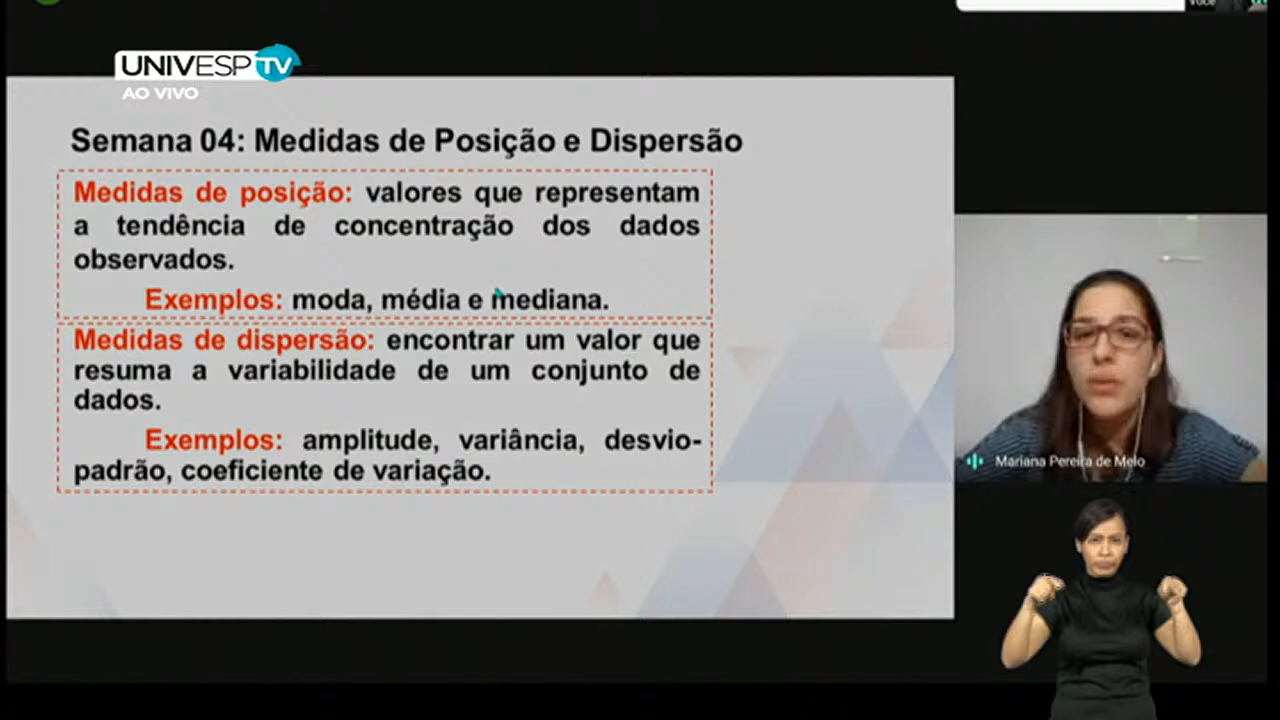 Você
UNIVESP TV
AO VIVO
Semana 04: Medidas de Posição e Dispersão
Medidas de posição: valores que representam
a tendência de concentração dos dados
observados.
Exemplos: moda, média e mediana.
Medidas de dispersão: encontrar um valor que
resuma a variabilidade de um conjunto de
dados.
Exemplos: amplitude, variância, desvio-
padrão, coeficiente de variação.
Mariana Pereira de Melo